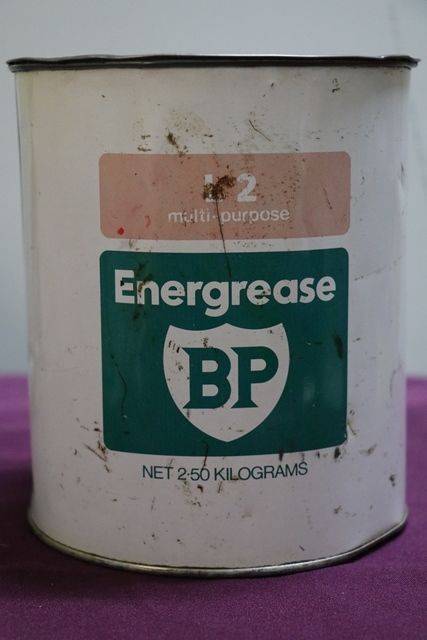 2
multi-purpose
Energrease
BP
NET 2·50 KILOGRAMS